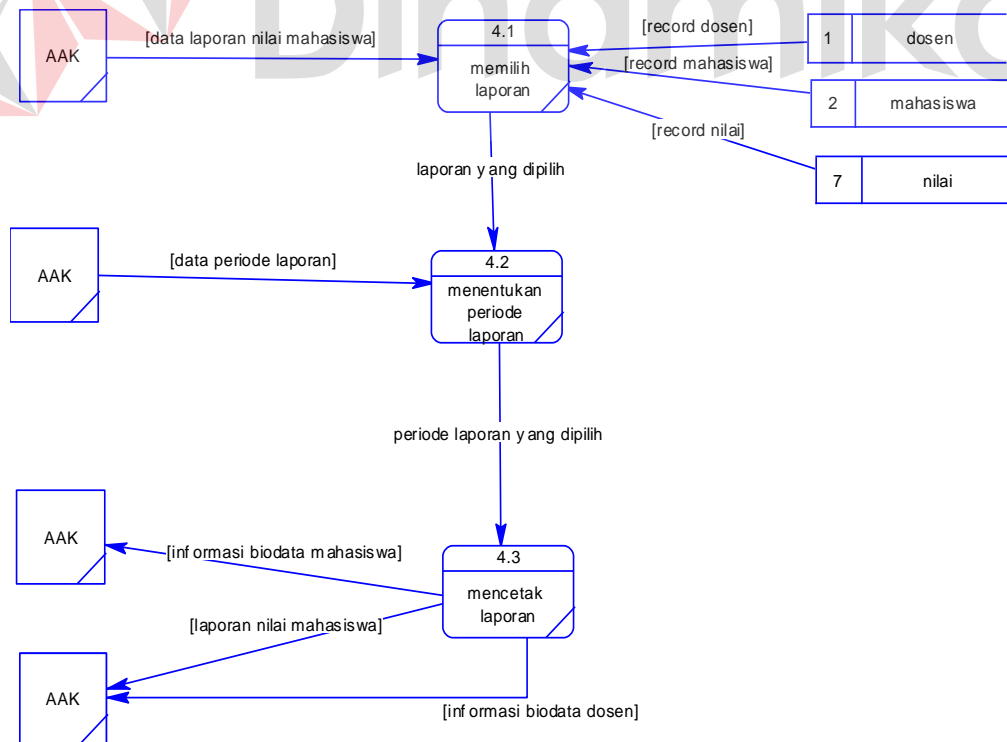 Dinamika
AAK
[data laporan nilai mahasiswa]
4.1
memilih
laporan
[record dosen]
1
dosen
[record mahasiswa]
2
mahasiswa
[record nilai]
7
nilai
laporan yang dipilih
AAK
[data periode laporan]
4.2
menentukan
periode
laporan
periode laporan yang dipilih
AAK
[informasi biodata mahasiswa]
4.3
mencetak
laporan
[laporan nilai mahasiswa]
AAK
[informasi biodata dosen]